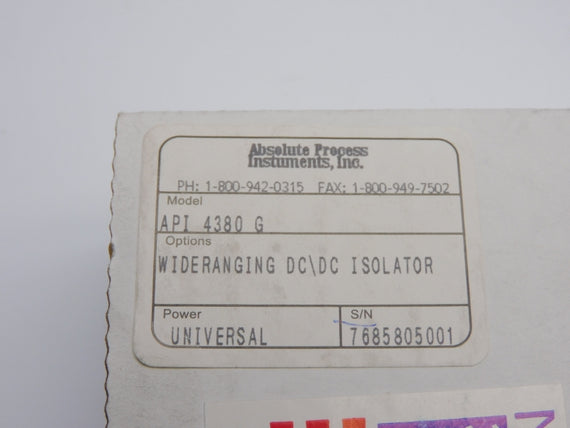 Absolute Process
Instuments, Inc.
PH: 1-800-942-0315 FAX: 1-800-949-7502
Model
API 4380 G
Options
WIDERANGING DC\DC ISOLATOR
Power
UNIVERSAL
S/N
7685805001